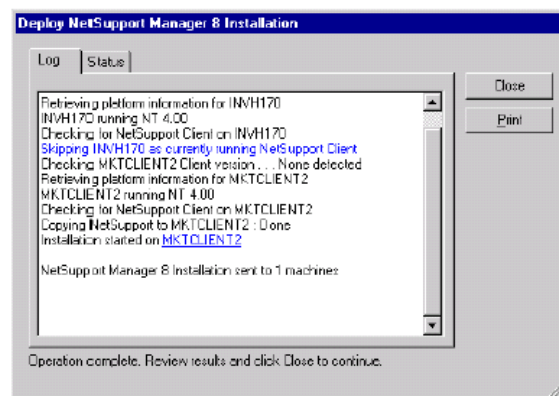 Deploy NetSupport Manager 8 Installation
Log
Status
Close
Print
Retrieving platform information for INVH170
INVH170 running NT 4.00
Checking for NetSupport Client on INVH170
Skipping INVH170 as currently running NetSupport Client
Checking MKTCLIENT2 Client version . . . None detected
Retrieving platform information for MKTCLIENT2
MKTCLIENT2 running NT 4.00
Checking for NetSupport Client on MKTCLIENT2
Copying NetSupport to MKTCLIENT2 : Done
Installation started on MKTCLIENT2
NetSupport Manager 8 Installation sent to 1 machines
Operation complete. Review results and click Close to continue.